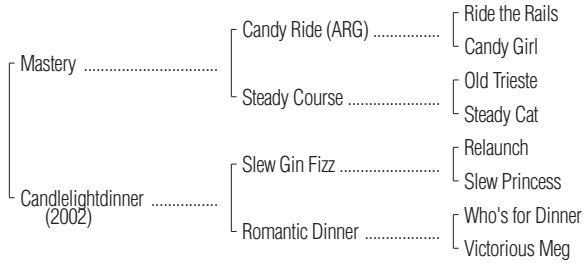 Ride the Rails
Candy Ride (ARG) ................
Candy Girl
Mastery ................................
Old Trieste
Steady Course ......................
Steady Cat
Relaunch
Slew Gin Fizz ........................
Slew Princess
Candlelightdinner ................
(2002)
Who's for Dinner
Romantic Dinner ..................
Victorious Meg